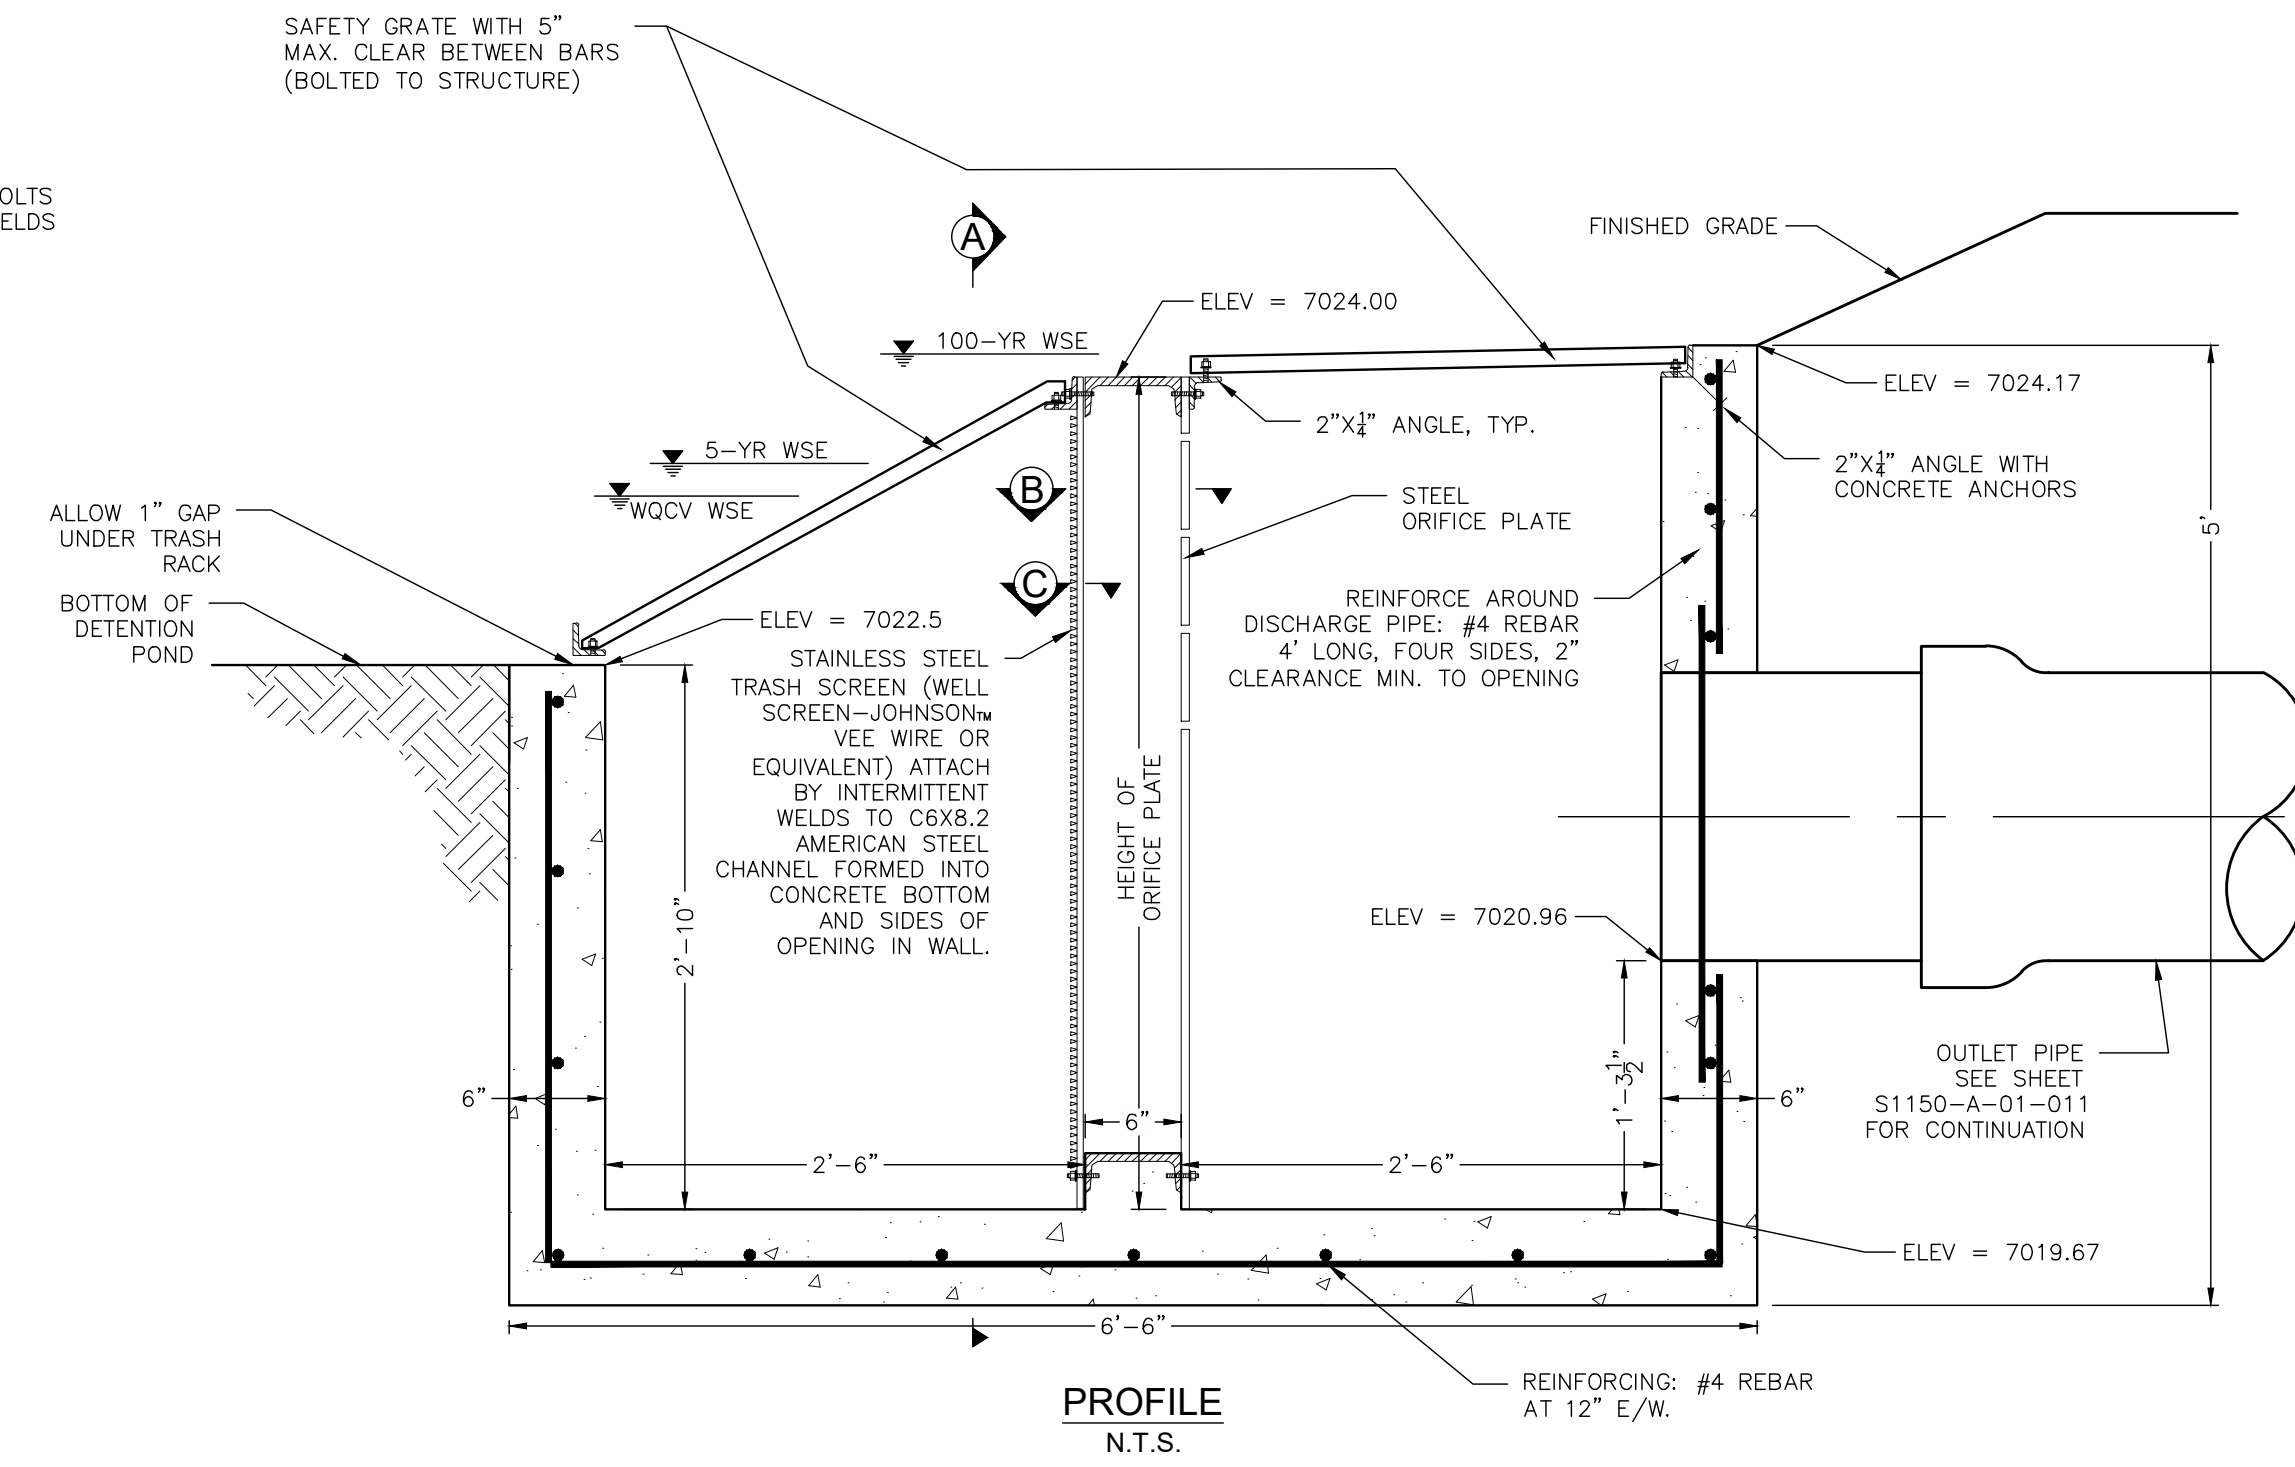 SAFETY GRATE WITH 5"
MAX. CLEAR BETWEEN BARS
(BOLTED TO STRUCTURE)
OLTS
ELDS
A
FINISHED GRADE
ELEV = 7024.00
100-YR WSE
ELEV = 7024.17
2"X1/4" ANGLE, TYP.
5-YR WSE
2"X1/4" ANGLE WITH
CONCRETE ANCHORS
WQCV WSE
B
STEEL
ORIFICE PLATE
5'
ALLOW 1" GAP
UNDER TRASH
RACK
C
BOTTOM OF
DETENTION
POND
ELEV = 7022.5
REINFORCE AROUND
DISCHARGE PIPE: #4 REBAR
4' LONG, FOUR SIDES, 2"
CLEARANCE MIN. TO OPENING
STAINLESS STEEL
TRASH SCREEN (WELL
SCREEN-JOHNSON™
VEE WIRE OR
EQUIVALENT) ATTACH
BY INTERMITTENT
WELDS TO C6X8.2
AMERICAN STEEL
CHANNEL FORMED INTO
CONCRETE BOTTOM
AND SIDES OF
OPENING IN WALL.
HEIGHT OF
ORIFICE PLATE
2'-10"
ELEV = 7020.96
1'-3 1/2"
OUTLET PIPE
SEE SHEET
S1150-A-01-011
FOR CONTINUATION
6"
6"
6"
2'-6"
2'-6"
ELEV = 7019.67
6'-6"
REINFORCING: #4 REBAR
AT 12" E/W.
PROFILE
N.T.S.